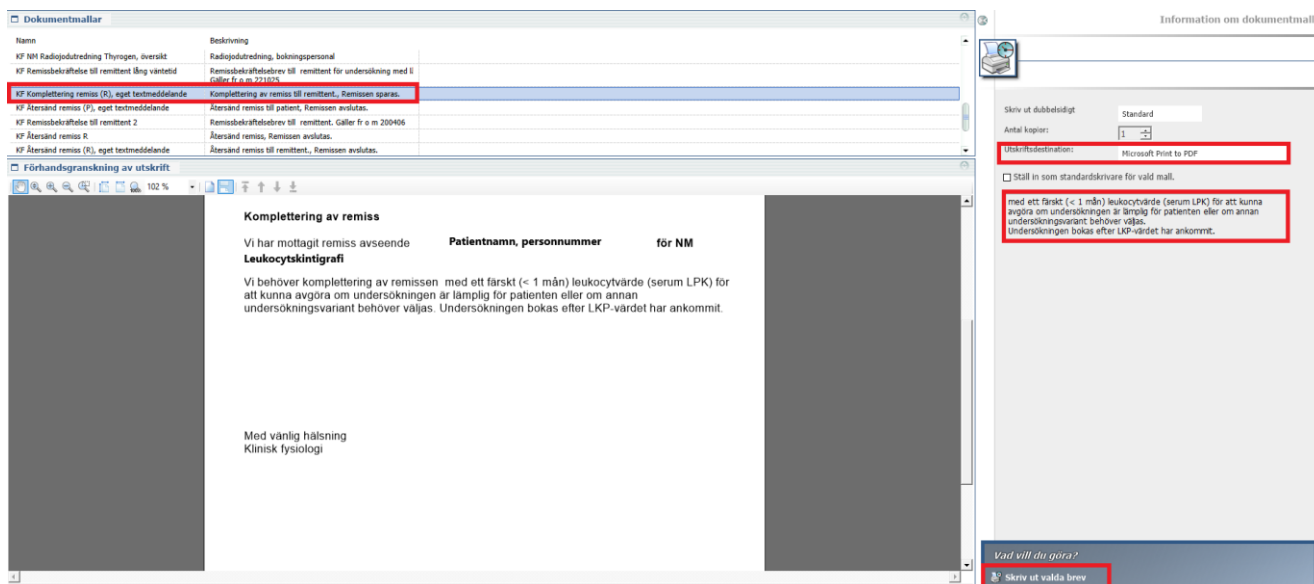 Dokumentmallar
Namn Beskrivning
KF NM Radiojodutredning Thyrogen, översikt Radiojodutredning, bokningspersonal
KF Remissbekräftelse till remittent lång väntetid Remissbekräftelsebrev till remittent för undersökning med l
Gäller fr o m 221025
KF Komplettering remiss (R), eget textmeddelande Komplettering av remiss till remittent., Remissen sparas.
KF Återsänd remiss (P), eget textmeddelande Återsänd remiss till patient, Remissen avslutas.
KF Remissbekräftelse till remittent 2 Remissbekräftelsebrev till remittent. Gäller fr o m 200406
KF Återsänd remiss R Återsänd remiss, Remissen avslutas.
KF Återsänd remiss (R), eget textmeddelande Återsänd remiss till remittent., Remissen avslutas.
Förhandsgranskning av utskrift
102 %
Komplettering av remiss
Vi har mottagit remiss avseende Patientnamn, personnummer för NM
Leukocytskintigrafi
Vi behöver komplettering av remissen med ett färskt (< 1 mån) leukocytvärde (serum LPK) för
att kunna avgöra om undersökningen är lämplig för patienten eller om annan
undersökningsvariant behöver väljas. Undersökningen bokas efter LKP-värdet har ankommit.
Med vänlig hälsning
Klinisk fysiologi
Information om dokumentmall
Skriv ut dubbelsidigt Standard
Antal kopior: 1
Utskriftsdestination: Microsoft Print to PDF
Ställ in som standardskrivare för vald mall.
med ett färskt (< 1 mån) leukocytvärde (serum LPK) för att kunna
avgöra om undersökningen är lämplig för patienten eller om annan
undersökningsvariant behöver väljas.
Undersökningen bokas efter LKP-värdet har ankommit.
Vad vill du göra?
Skriv ut valda brev